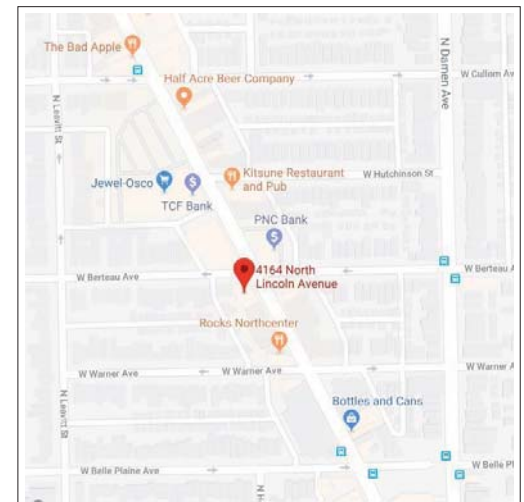 The Bad Apple
N Damen Ave
Half Acre Beer Company
W Cullom Av
N Leavitt St
Kitsune Restaurant
and Pub
W Hutchinson St
Jewel-Osco
TCF Bank
PNC Bank
4164 North
Lincoln Avenue
W Berteau Ave
W Berteau A
Rocks Northcenter
W Warner Ave
W Warner Ave
W Warner A
N Leavitt St
Bottles and Cans
W Belle Plaine Ave
W Belle Pl